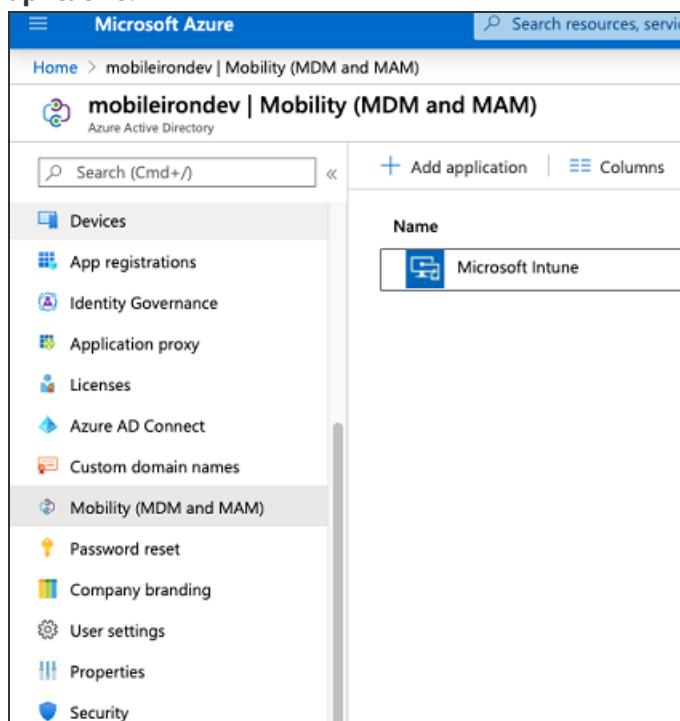 Microsoft Azure
Search resources, servic
Home > mobileirondev | Mobility (MDM and MAM)
mobileirondev | Mobility (MDM and MAM)
Azure Active Directory
Search (Cmd+/)
«
+ Add application
Columns
Devices
App registrations
Identity Governance
Application proxy
Licenses
Azure AD Connect
Custom domain names
Mobility (MDM and MAM)
Password reset
Company branding
User settings
Properties
Security
Name
Microsoft Intune